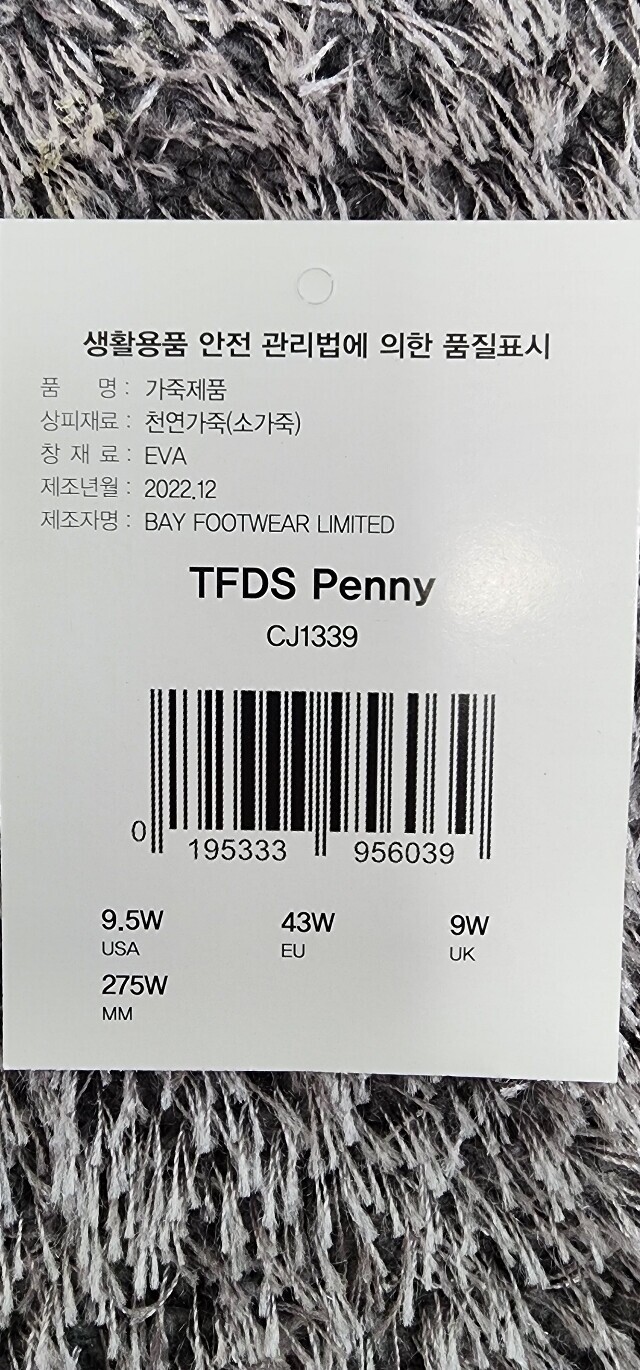 생활용품 안전 관리법에 의한 품질표시
품 명 : 가죽제품
상피재료 : 천연가죽(소가죽)
창 재 료 : EVA
제조년월 : 2022.12
제조자명 : BAY FOOTWEAR LIMITED
TFDS Penny
CJ1339
0 195333 956039
9.5W 43W 9W
USA EU UK
275W
MM